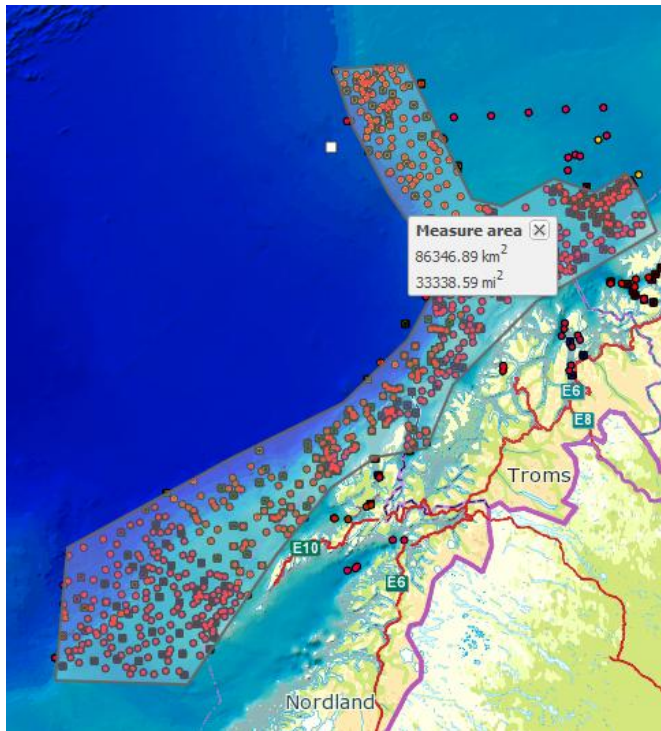 Measure area
86346.89 km²
33338.59 mi²
E6
E8
Troms
E10
E6
Nordland